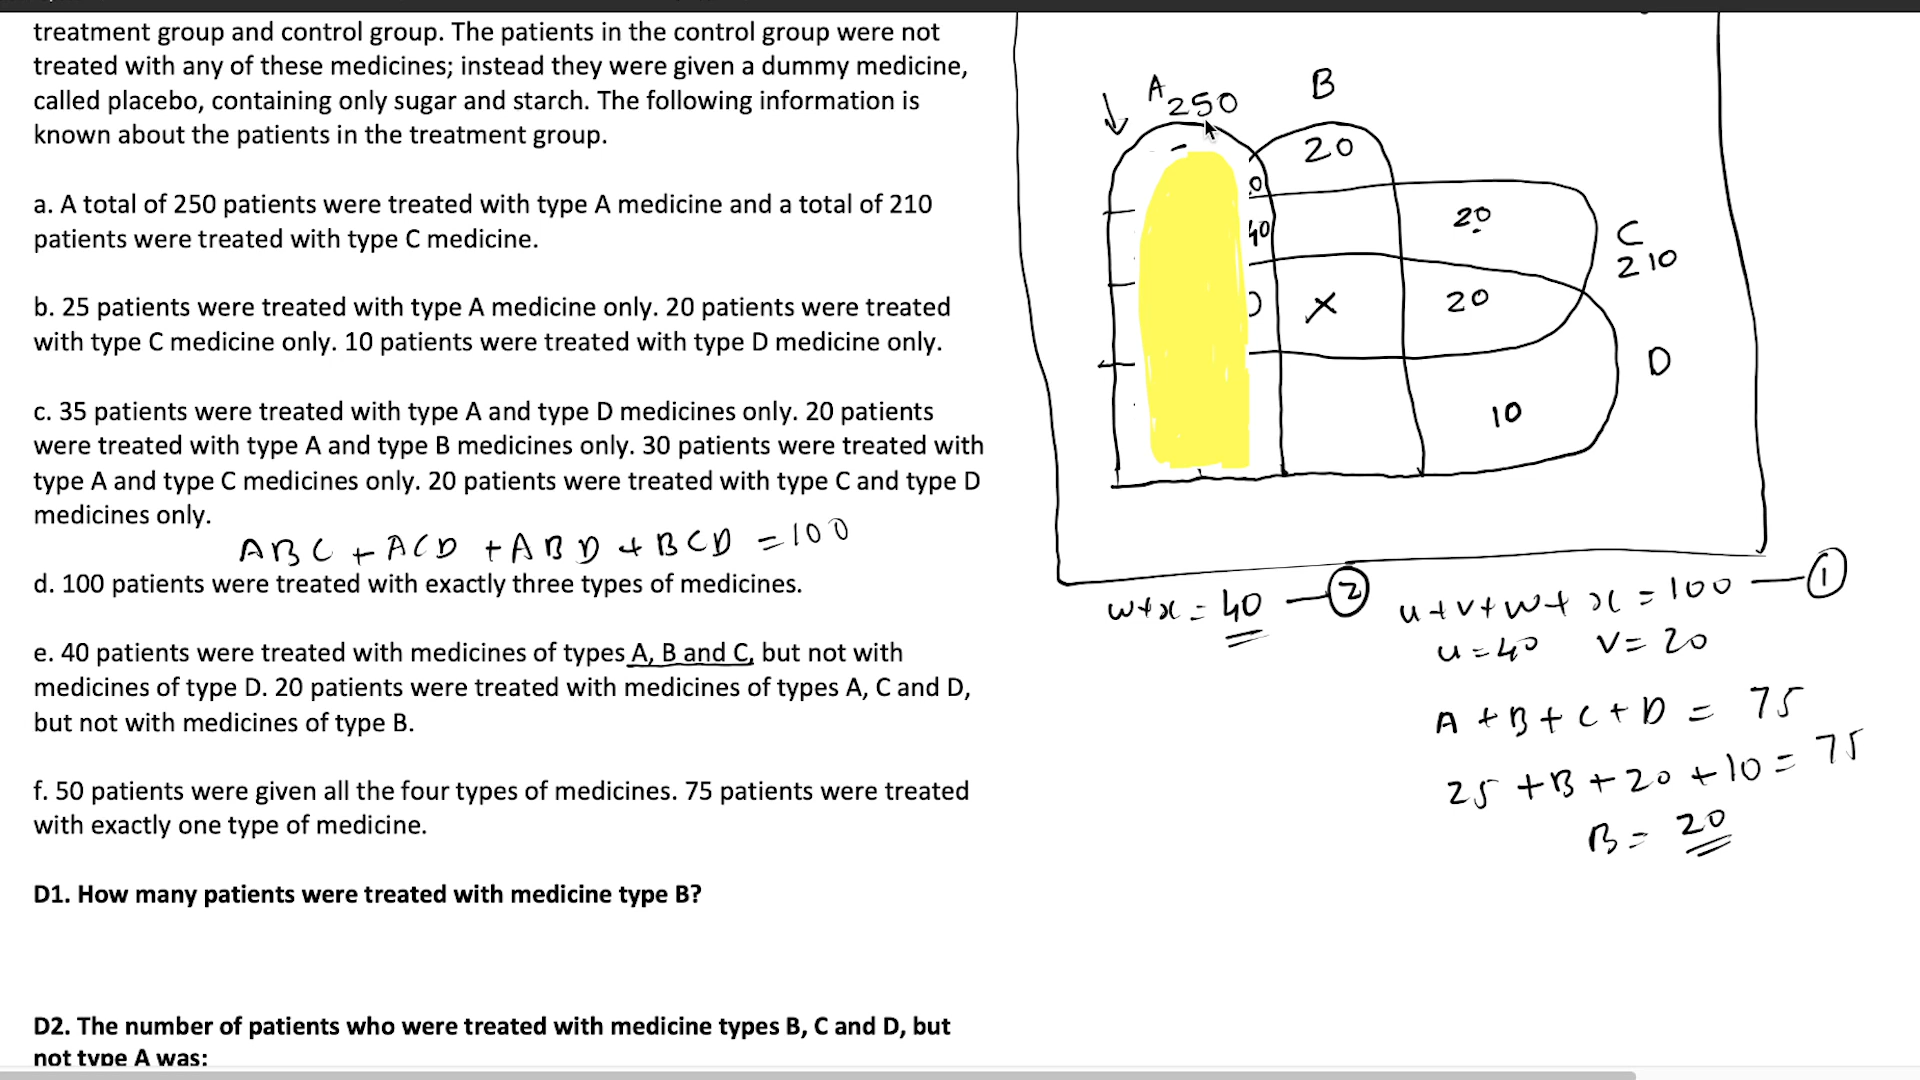 treatment group and control group. The patients in the control group were not
treated with any of these medicines; instead they were given a dummy medicine,
called placebo, containing only sugar and starch. The following information is
known about the patients in the treatment group.
a. A total of 250 patients were treated with type A medicine and a total of 210
patients were treated with type C medicine.
b. 25 patients were treated with type A medicine only. 20 patients were treated
with type C medicine only. 10 patients were treated with type D medicine only.
c. 35 patients were treated with type A and type D medicines only. 20 patients
were treated with type A and type B medicines only. 30 patients were treated with
type A and type C medicines only. 20 patients were treated with type C and type D
medicines only.
ABC + ACD + ABD + BCD = 100
d. 100 patients were treated with exactly three types of medicines.
e. 40 patients were treated with medicines of types A, B and C, but not with
medicines of type D. 20 patients were treated with medicines of types A, C and D,
but not with medicines of type B.
f. 50 patients were given all the four types of medicines. 75 patients were treated
with exactly one type of medicine.
D1. How many patients were treated with medicine type B?
D2. The number of patients who were treated with medicine types B, C and D, but
not type A was:
A 250
B
20
0
40
20
C
210
0
x
20
D
10
w+x = 40 — 2
u+v+w+x = 100 — 1
u = 40 v = 20
A + B + C + D = 75
25 + B + 20 + 10 = 75
B = 20